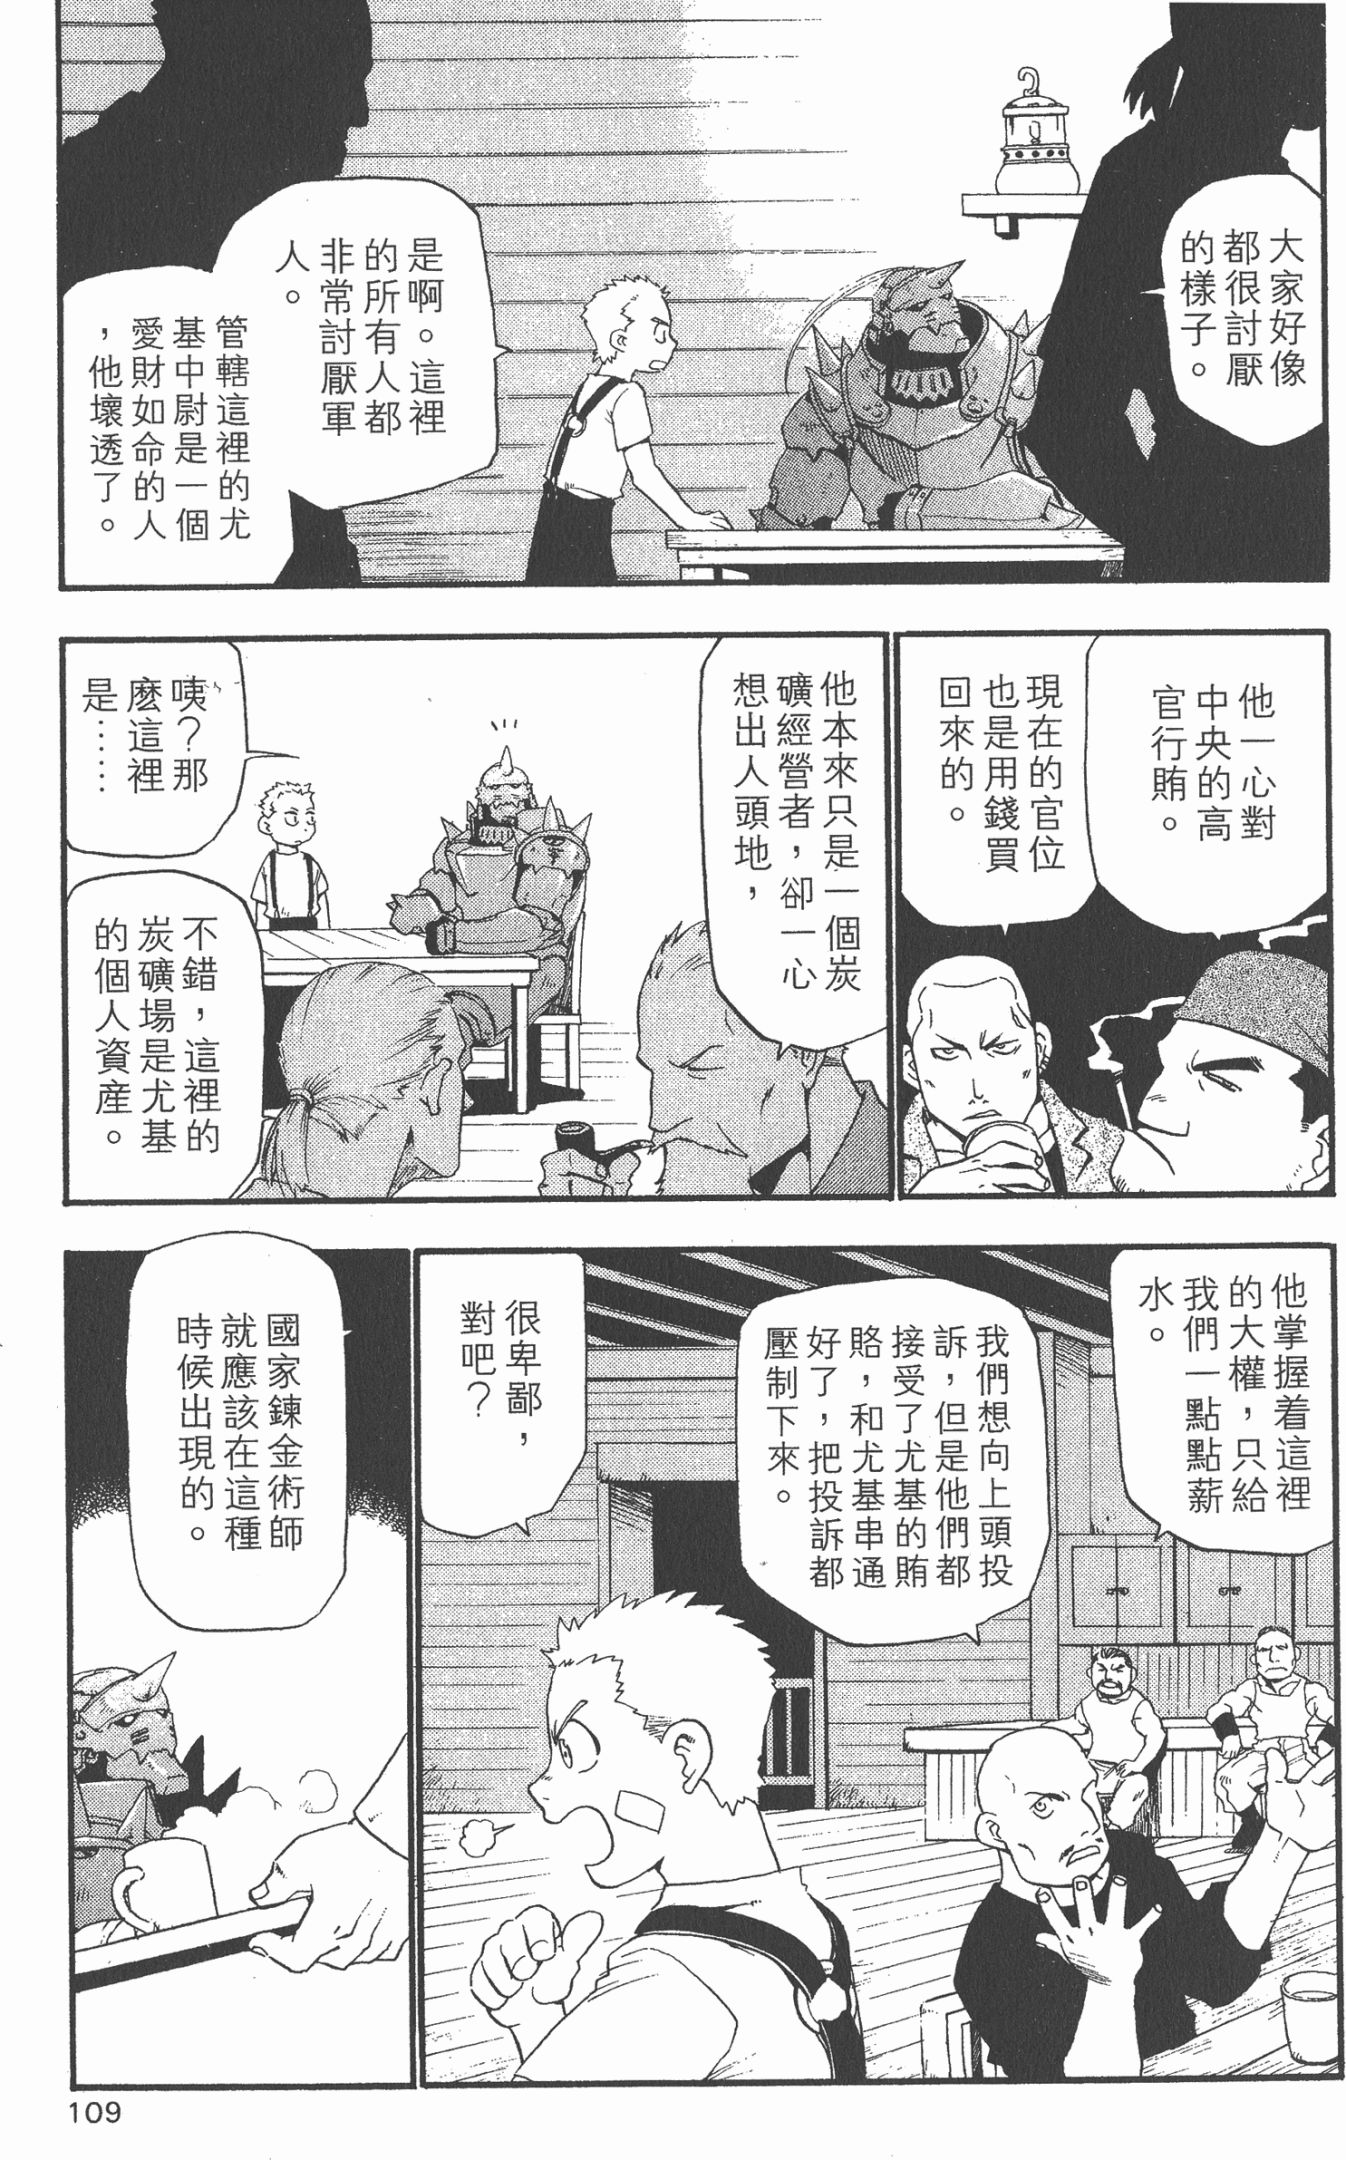 大家好像
都很討厭
的樣子。
是啊。這裡
的所有人都
非常討厭軍
人。
管轄這裡的尤
基中尉是一個
愛財如命的人
，他壞透了。
他一心對
中央的高
官行賄。
現在的官位
也是用錢買
回來的。
他本來只是一個炭
礦經營者，卻一心
想出人頭地，
咦？那
麼這裡
是……
不錯，這裡的
炭礦場是尤基
的個人資産。
他掌握着這裡
的大權，只給
我們一點點薪
水。
我們想向上頭投
訴，但是他們都
接受了尤基的賄
賂，和尤基串通
好了，把投訴都
壓制下來。
很卑鄙，
對吧？
國家鍊金術師
就應該在這種
時候出現的。
109